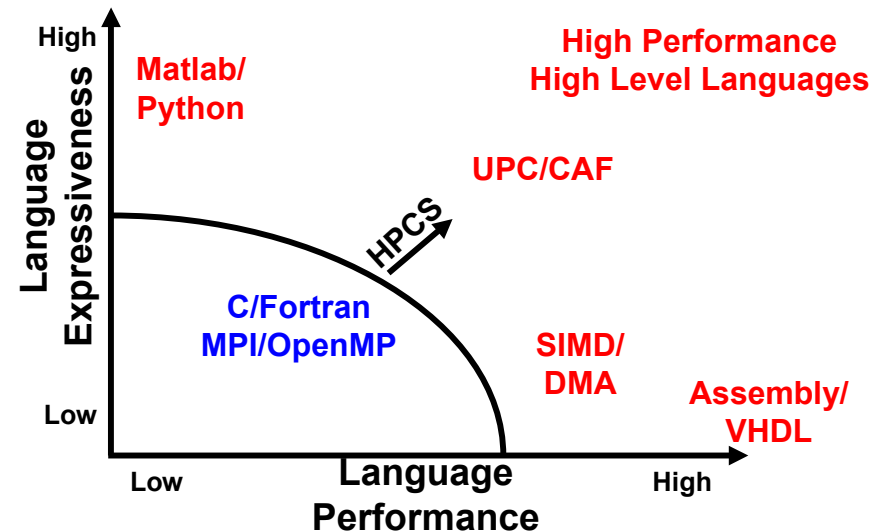 High
Matlab/
Python
High Performance
High Level Languages
UPC/CAF
HPCS
Language
Expressiveness
C/Fortran
MPI/OpenMP
SIMD/
DMA
Assembly/
VHDL
Low
Low
Language
Performance
High